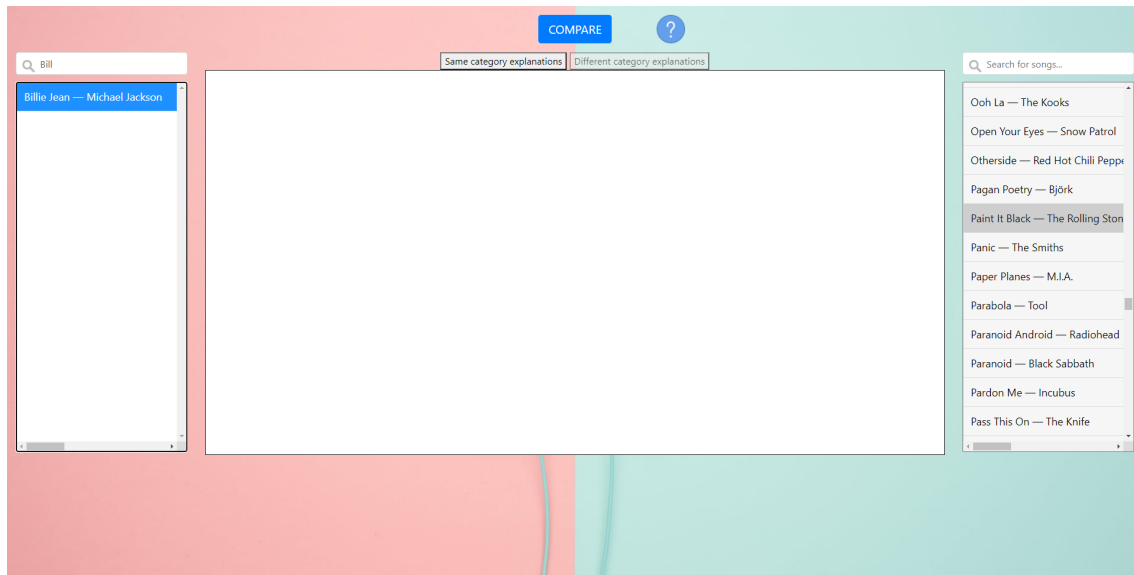 COMPARE
?
Bill
Same category explanations
Different category explanations
Search for songs...
Billie Jean — Michael Jackson
Ooh La — The Kooks
Open Your Eyes — Snow Patrol
Otherside — Red Hot Chili Peppe
Pagan Poetry — Björk
Paint It Black — The Rolling Ston
Panic — The Smiths
Paper Planes — M.I.A.
Parabola — Tool
Paranoid Android — Radiohead
Paranoid — Black Sabbath
Pardon Me — Incubus
Pass This On — The Knife